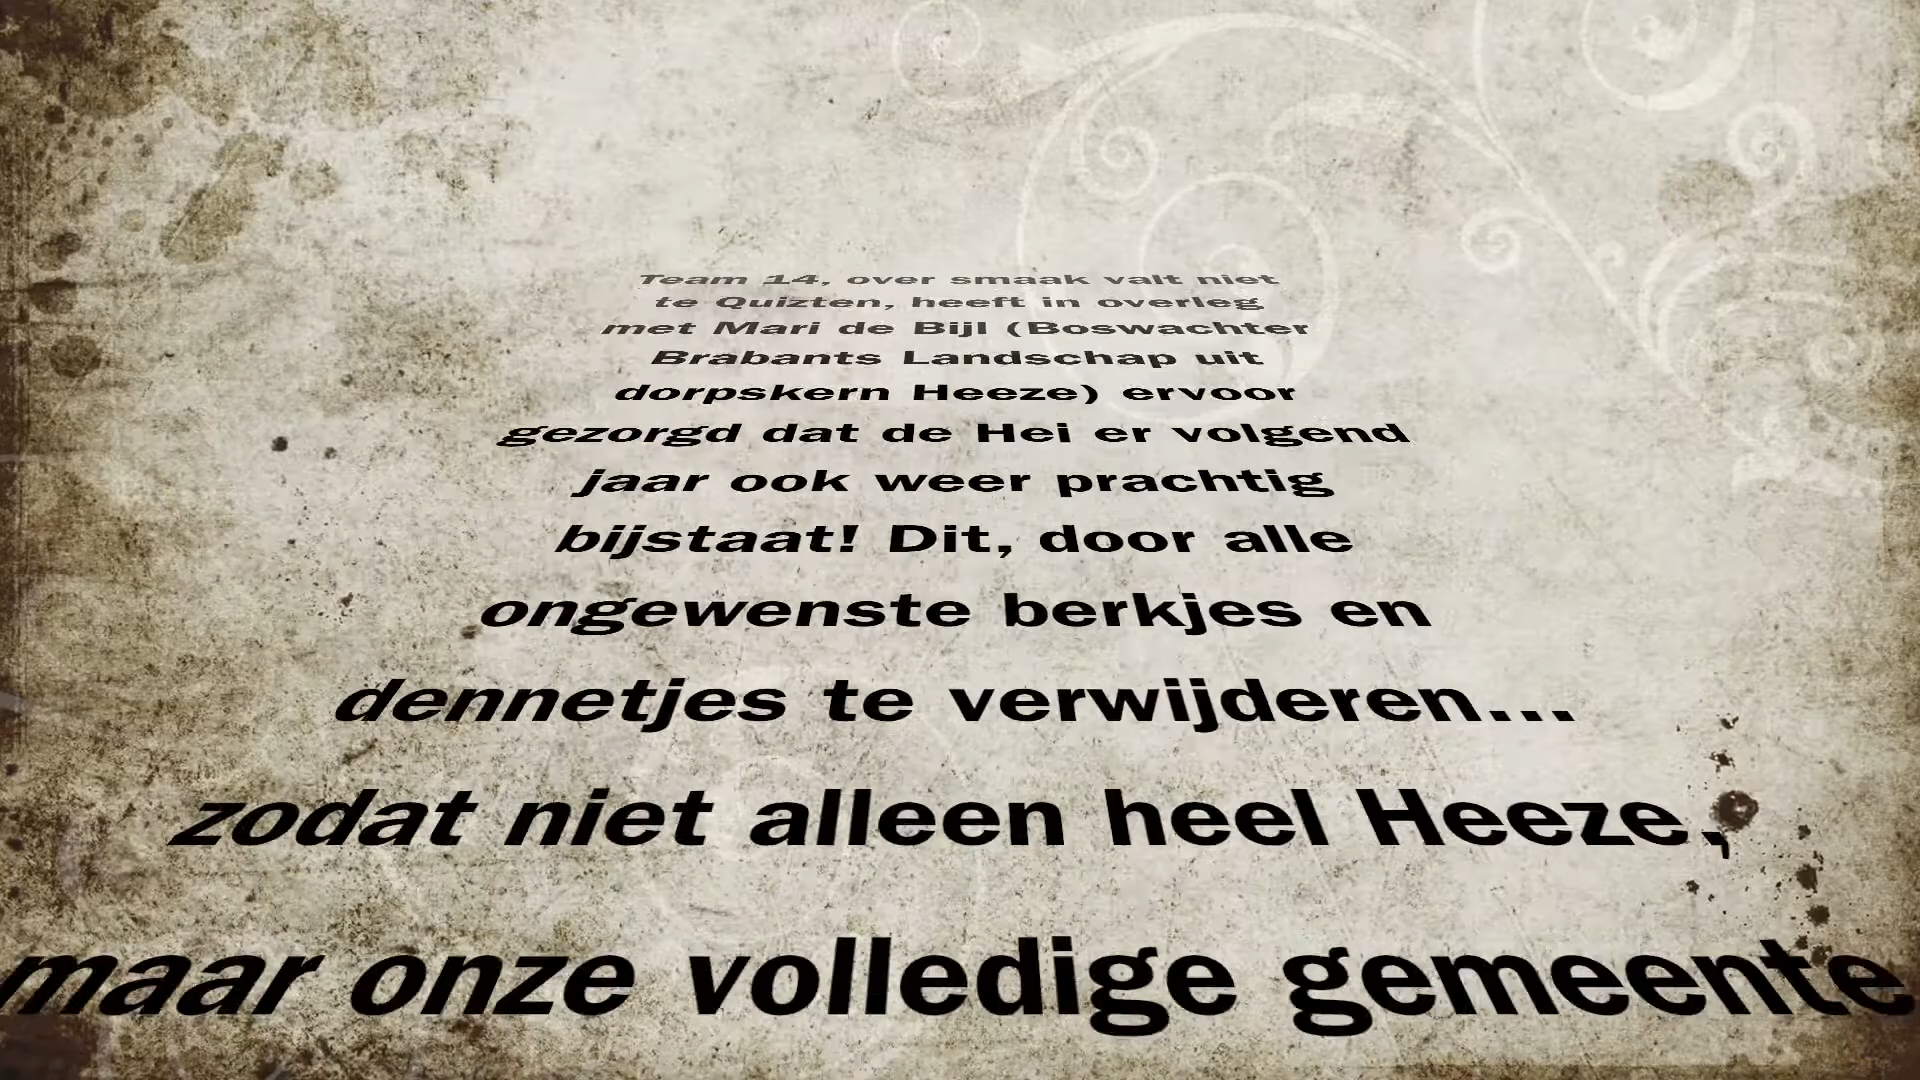 Team 14, over smaak valt niet
te Quizten, heeft in overleg
met Mari de Bijl (Boswachter
Brabants Landschap uit
dorpskern Heeze) ervoor
gezorgd dat de Hei er volgend
jaar ook weer prachtig
bijstaat! Dit, door alle
ongewenste berkjes en
dennetjes te verwijderen...
zodat niet alleen heel Heeze,
maar onze volledige gemeente